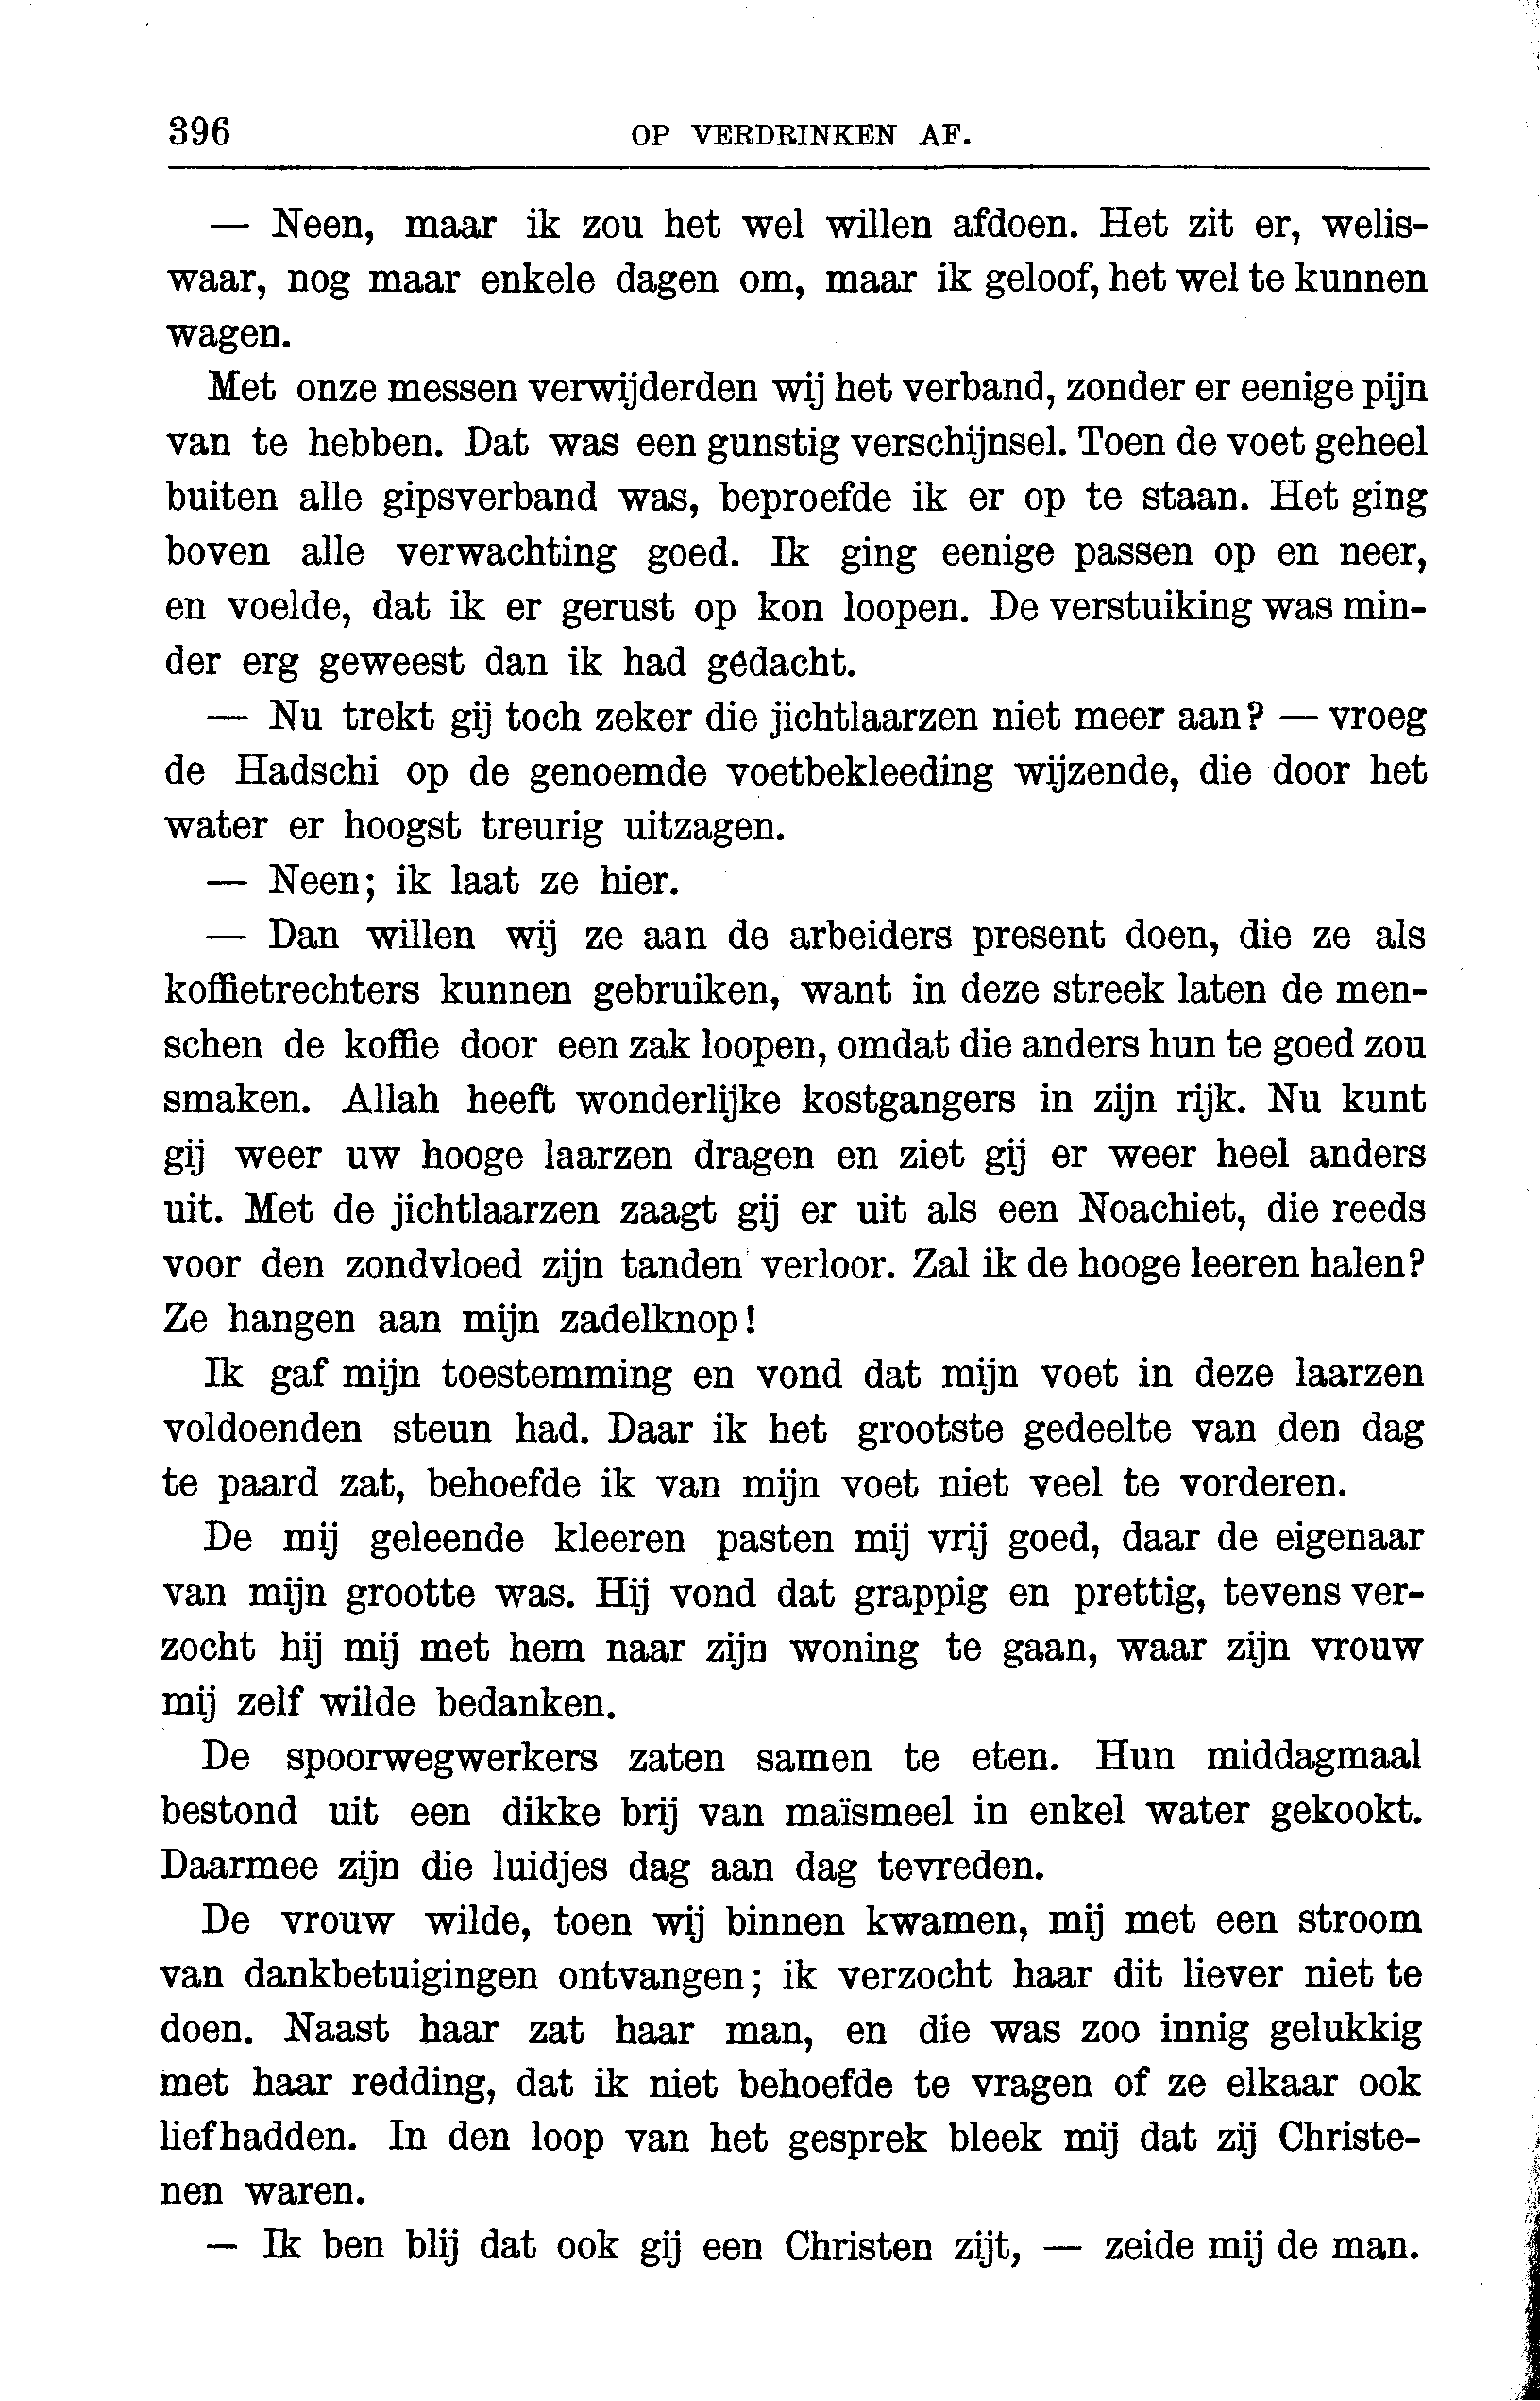 396 OP VERDRINKEN AF.
— Neen, maar ik zou het wel willen afdoen. Het zit er, welis-
waar, nog maar enkele dagen om, maar ik geloof, het wel te kunnen
wagen.
Met onze messen verwijderden wij het verband, zonder er eenige pijn
van te hebben. Dat was een gunstig verschijnsel. Toen de voet geheel
buiten alle gipsverband was, beproefde ik er op te staan. Het ging
boven alle verwachting goed. Ik ging eenige passen op en neer,
en voelde, dat ik er gerust op kon loopen. De verstuiking was min-
der erg geweest dan ik had gedacht.
— Nu trekt gij toch zeker die jichtlaarzen niet meer aan? — vroeg
de Hadschi op de genoemde voetbekleeding wijzende, die door het
water er hoogst treurig uitzagen.
— Neen; ik laat ze hier.
— Dan willen wij ze aan de arbeiders present doen, die ze als
koffietrechters kunnen gebruiken, want in deze streek laten de men-
schen de koffie door een zak loopen, omdat die anders hun te goed zou
smaken. Allah heeft wonderlijke kostgangers in zijn rijk. Nu kunt
gij weer uw hooge laarzen dragen en ziet gij er weer heel anders
uit. Met de jichtlaarzen zaagt gij er uit als een Noachiet, die reeds
voor den zondvloed zijn tanden verloor. Zal ik de hooge leeren halen?
Ze hangen aan mijn zadelknop!
Ik gaf mijn toestemming en vond dat mijn voet in deze laarzen
voldoenden steun had. Daar ik het grootste gedeelte van den dag
te paard zat, behoefde ik van mijn voet niet veel te vorderen.
De mij geleende kleeren pasten mij vrij goed, daar de eigenaar
van mijn grootte was. Hij vond dat grappig en prettig, tevens ver-
zocht hij mij met hem naar zijn woning te gaan, waar zijn vrouw
mij zelf wilde bedanken.
De spoorwegwerkers zaten samen te eten. Hun middagmaal
bestond uit een dikke brij van maïsmeel in enkel water gekookt.
Daarmee zijn die luidjes dag aan dag tevreden.
De vrouw wilde, toen wij binnen kwamen, mij met een stroom
van dankbetuigingen ontvangen; ik verzocht haar dit liever niet te
doen. Naast haar zat haar man, en die was zoo innig gelukkig
met haar redding, dat ik niet behoefde te vragen of ze elkaar ook
liefhadden. In den loop van het gesprek bleek mij dat zij Christe-
nen waren.
— Ik ben blij dat ook gij een Christen zijt, — zeide mij de man.